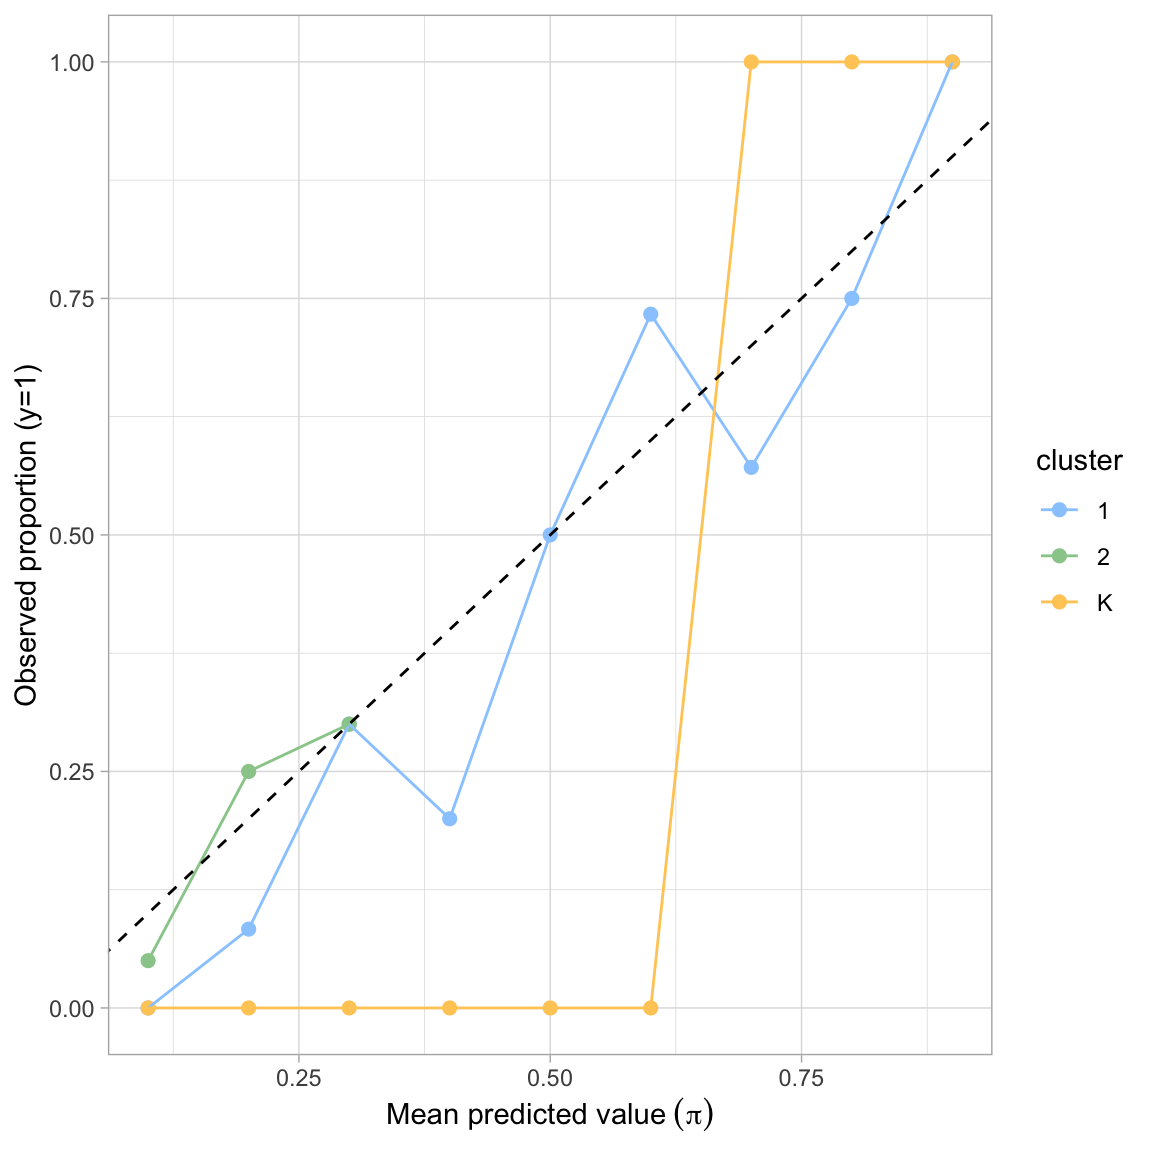 1.00
0.75
0.50
0.25
0.00
Observed proportion (y=1)
0.25 0.50 0.75
Mean predicted value (π)
cluster
1
2
K